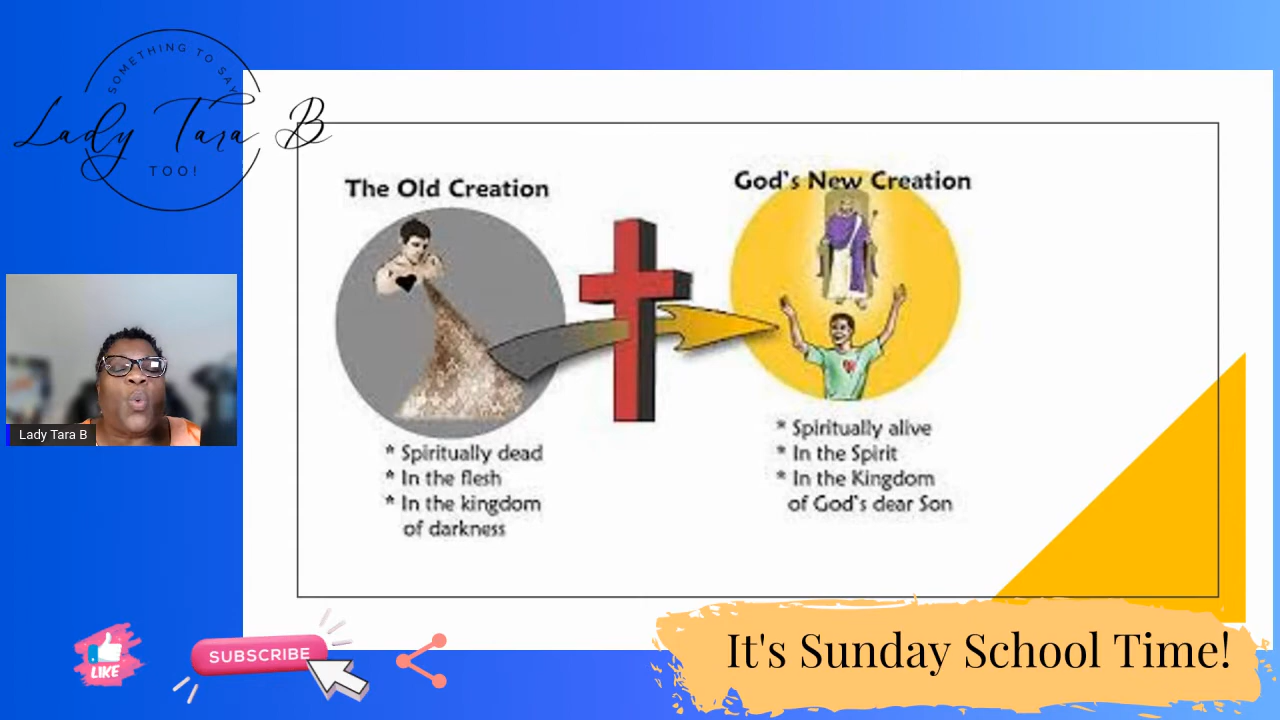 SOMETHING TO SAY
Lady Tara B
TOO!
The Old Creation
* Spiritually dead
* In the flesh
* In the kingdom
of darkness
God's New Creation
* Spiritually alive
* In the Spirit
* In the Kingdom
of God's dear Son
Lady Tara B
LIKE
SUBSCRIBE
It's Sunday School Time!